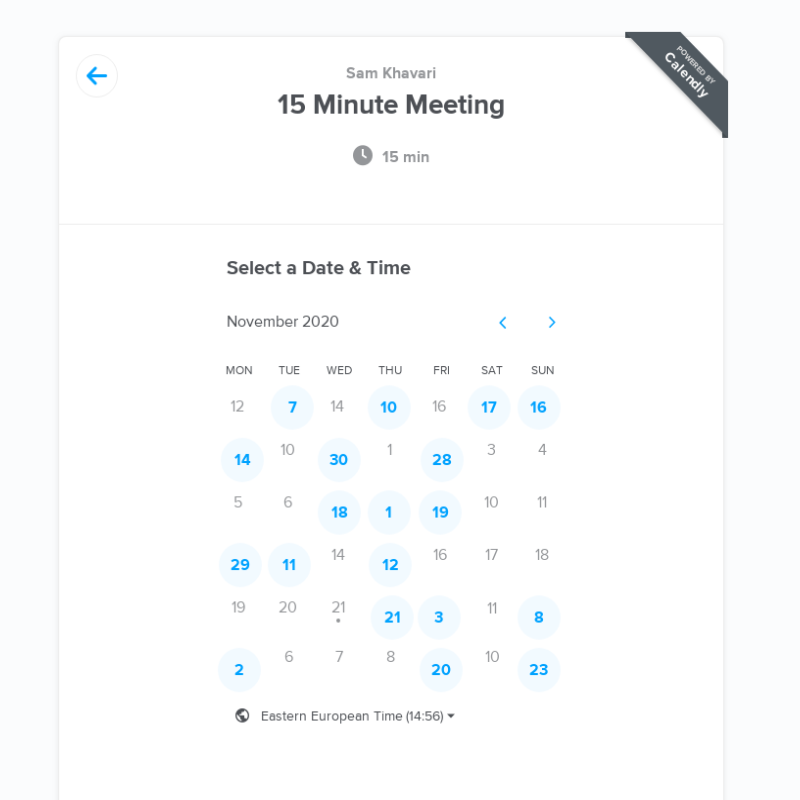 POWERED BY
Calendly
Sam Khavari
15 Minute Meeting
15 min
Select a Date & Time
November 2020
MON TUE WED THU FRI SAT SUN
12 7 14 10 16 17 16
14 10 30 1 28 3 4
5 6 18 1 19 10 11
29 11 14 12 16 17 18
19 20 21 21 3 11 8
2 6 7 8 20 10 23
Eastern European Time (14:56)